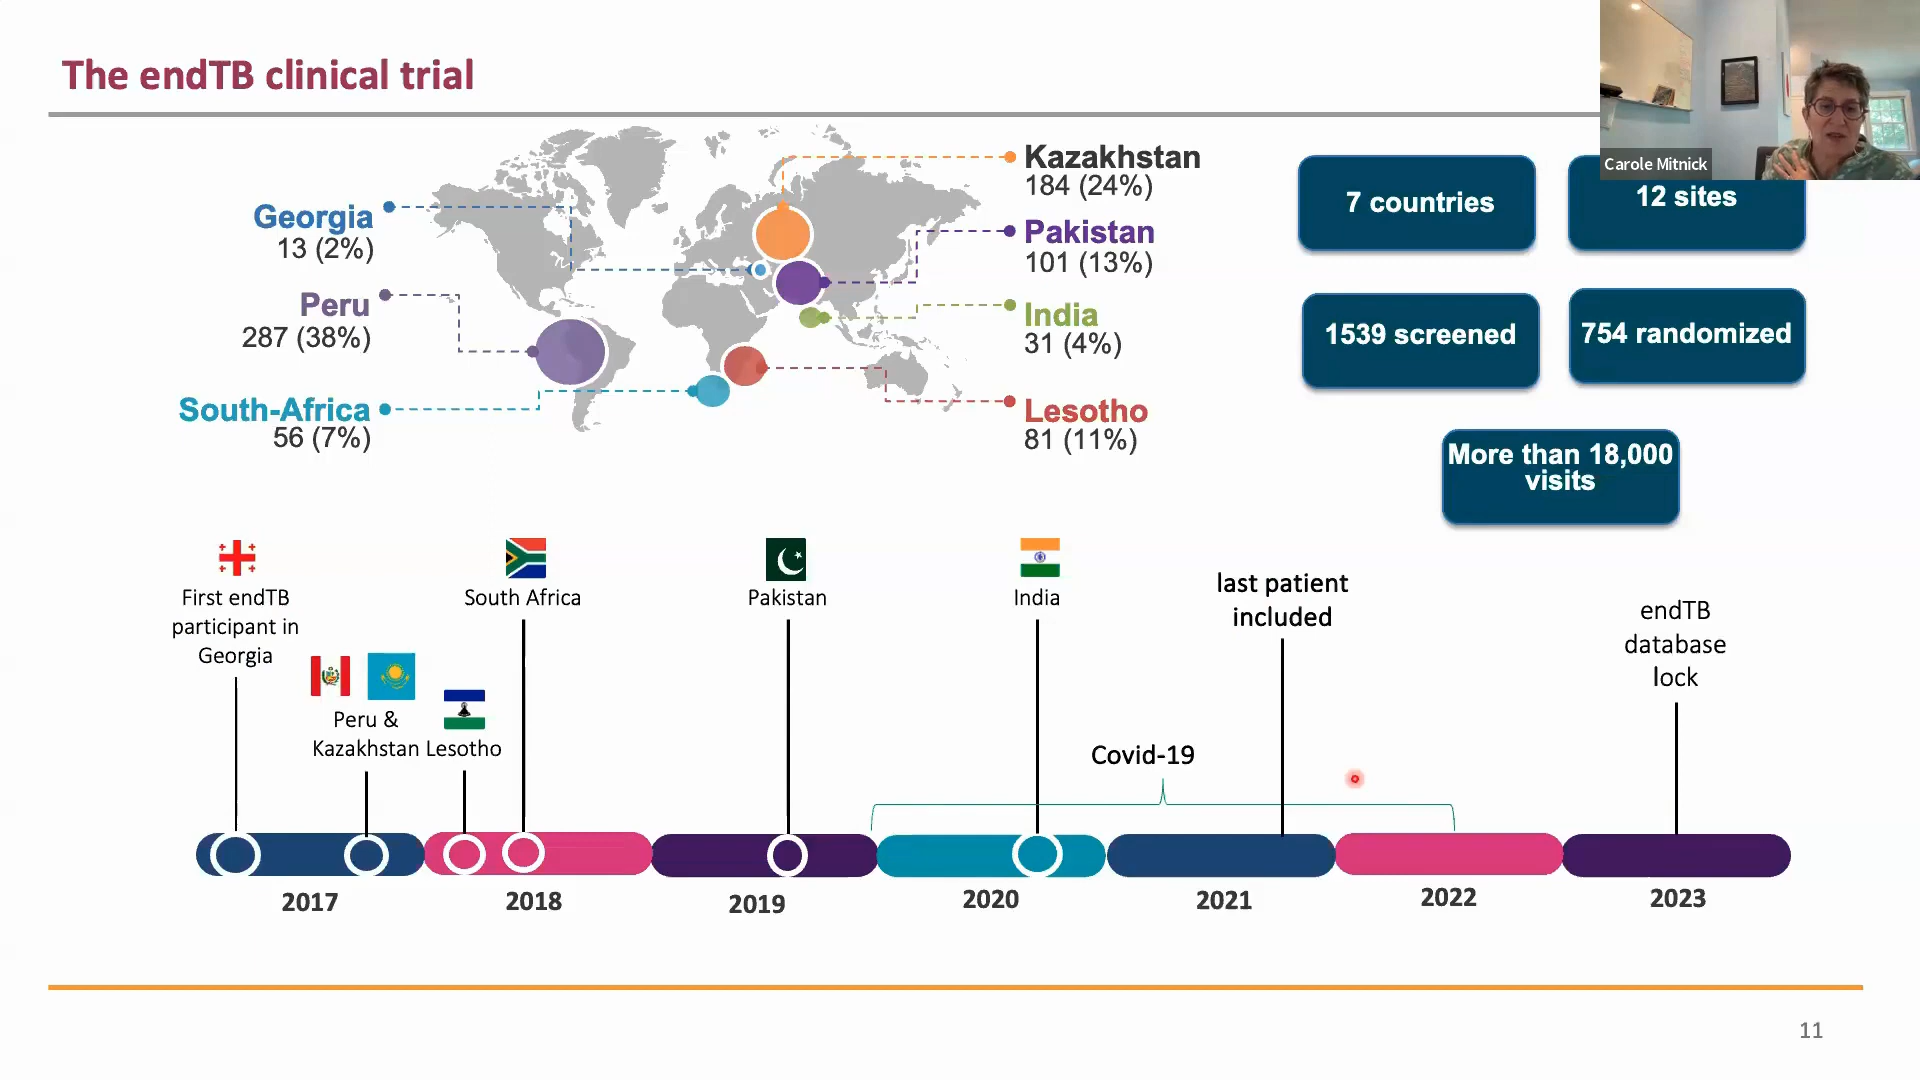 The endTB clinical trial
Carole Mitnick
Georgia
13 (2%)
Peru
287 (38%)
South-Africa
56 (7%)
Kazakhstan
184 (24%)
Pakistan
101 (13%)
India
31 (4%)
Lesotho
81 (11%)
7 countries
12 sites
1539 screened
754 randomized
More than 18,000
visits
First endTB
participant in
Georgia
Peru &
Kazakhstan
Lesotho
South Africa
Pakistan
India
Covid-19
last patient
included
endTB
database
lock
2017
2018
2019
2020
2021
2022
2023
11